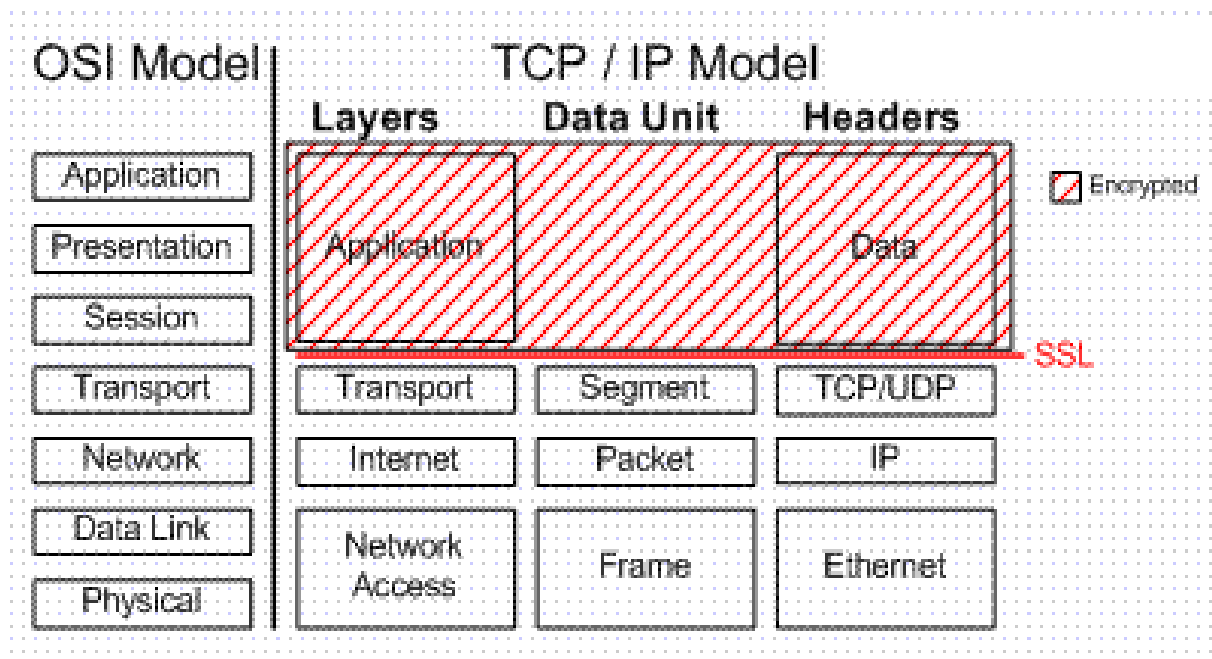 OSI Model
TCP / IP Model
Layers
Data Unit
Headers
Application
Presentation
Session
Transport
Network
Data Link
Physical
Application
Data
Encrypted
SSL
Transport
Segment
TCP/UDP
Internet
Packet
IP
Network
Access
Frame
Ethernet